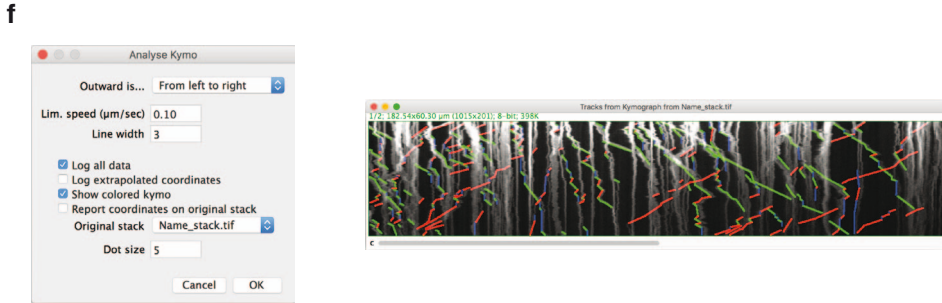 f
Analyse Kymo
Outward is... From left to right
Lim. speed (μm/sec) 0.10
Line width 3
Log all data
Log extrapolated coordinates
Show colored kymo
Report coordinates on original stack
Original stack Name_stack.tif
Dot size 5
Cancel OK
Tracks from Kymograph from Name_stack.tif
1/2; 182.54x60.30 μm (1015x201); 8-bit; 398K
c